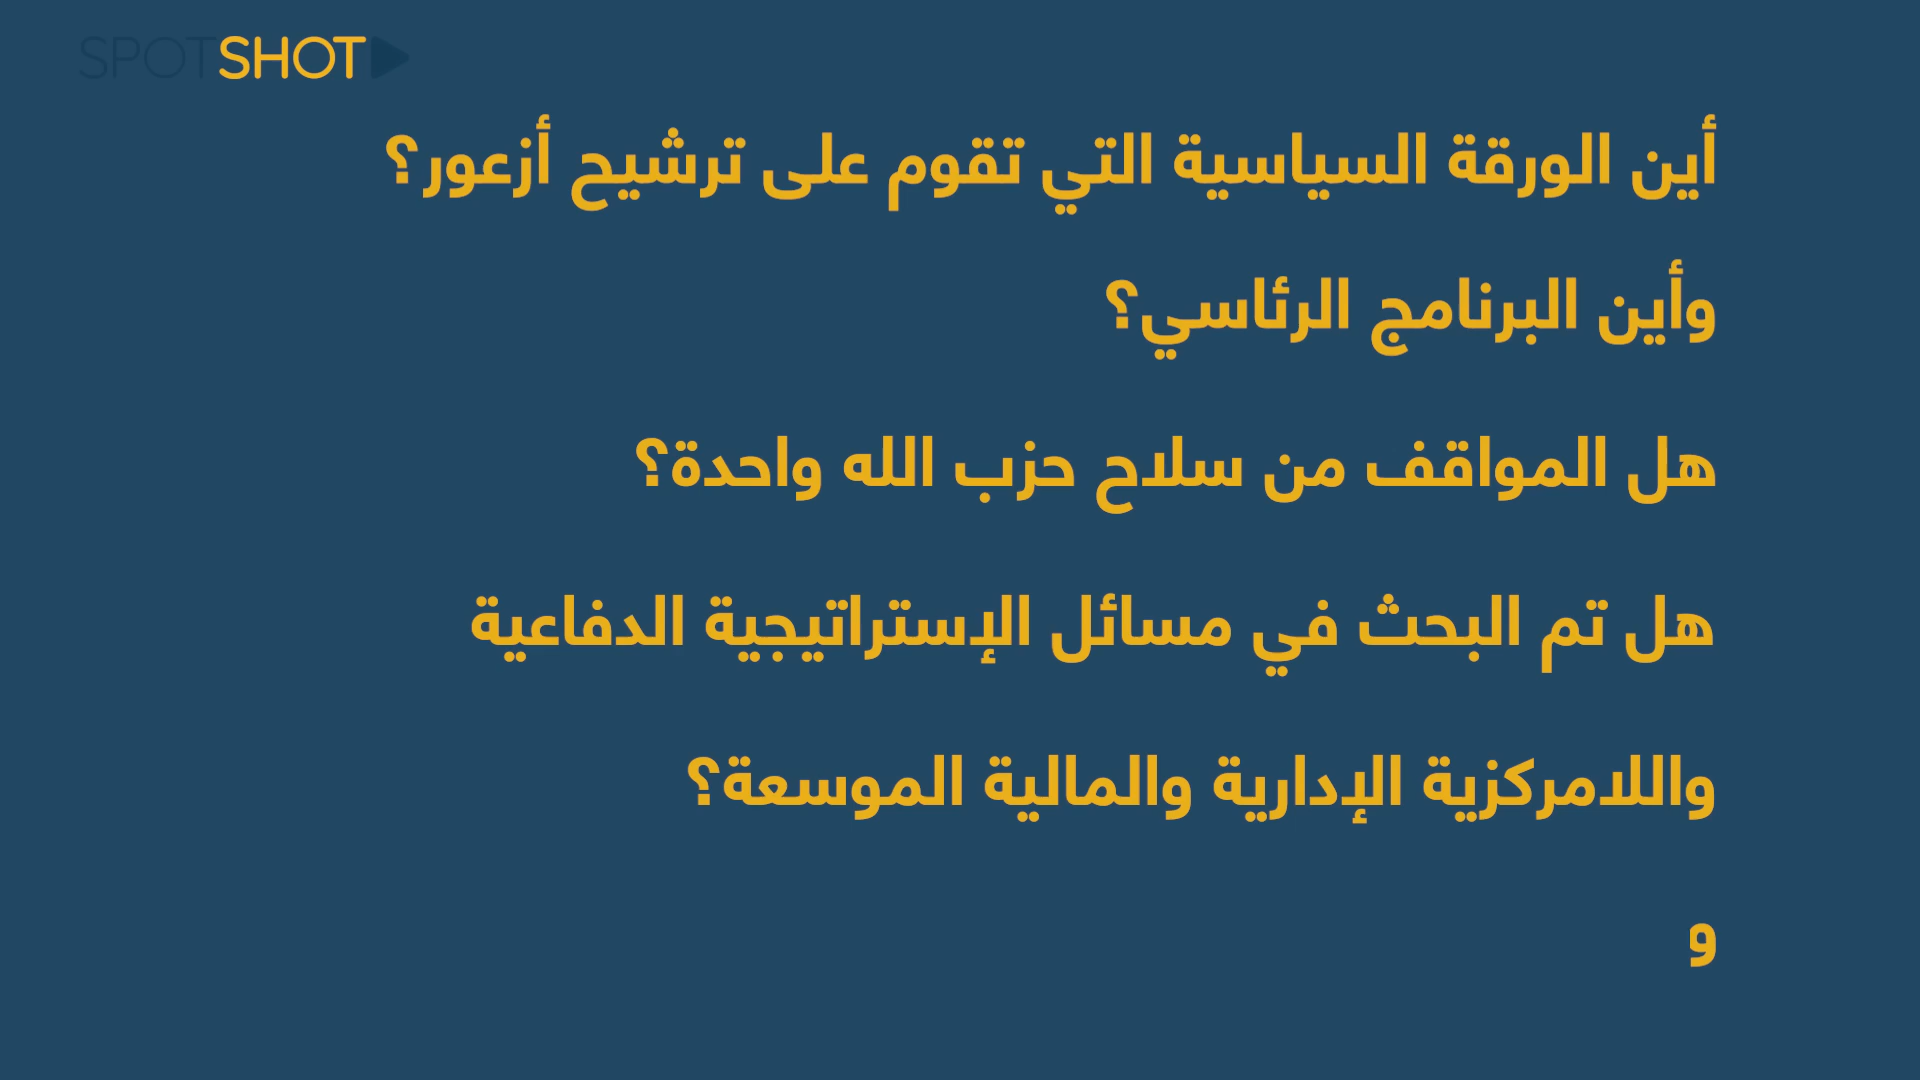 SPOTSHOT
أين الورقة السياسية التي تقوم على ترشيح أزعور؟
وأين البرنامج الرئاسي؟
هل المواقف من سلاح حزب الله واحدة؟
هل تم البحث في مسائل الإستراتيجية الدفاعية
واللامركزية الإدارية والمالية الموسعة؟
و